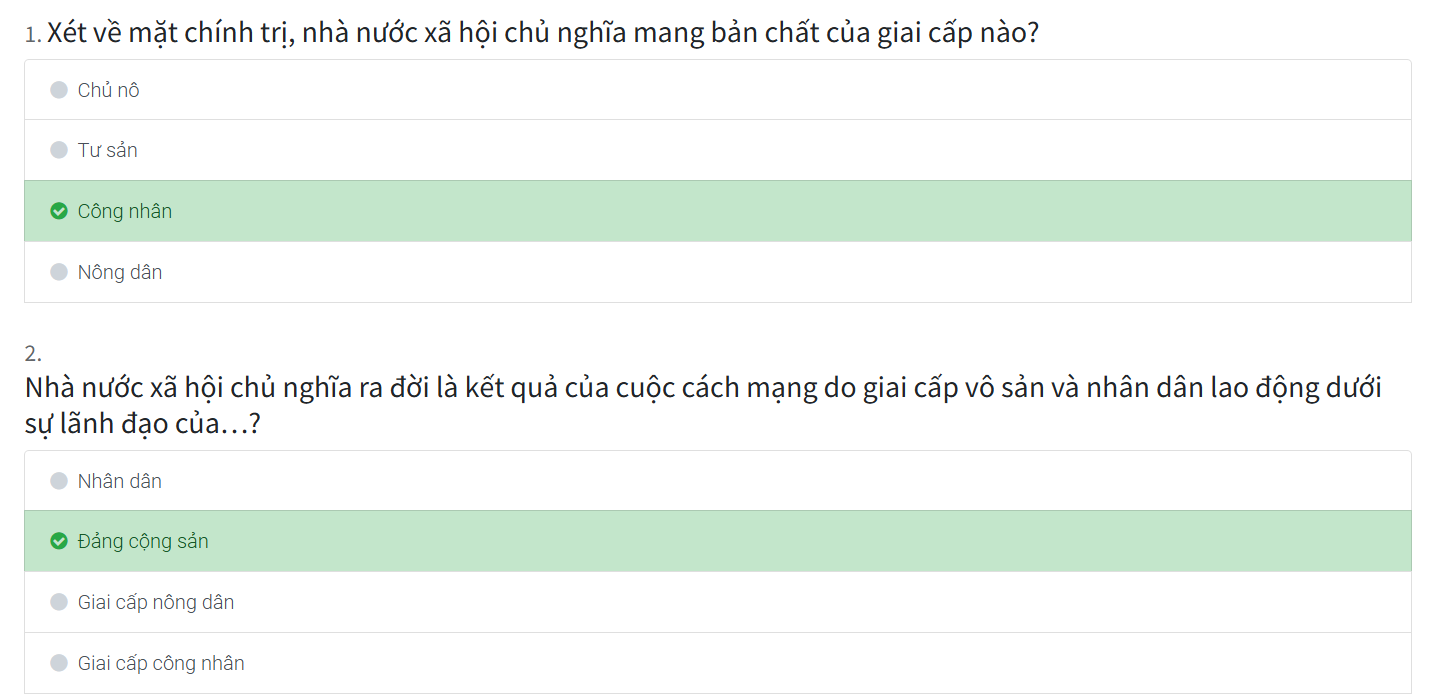 1. Xét về mặt chính trị, nhà nước xã hội chủ nghĩa mang bản chất của giai cấp nào?
Chủ nô
Tư sản
Công nhân
Nông dân
2.
Nhà nước xã hội chủ nghĩa ra đời là kết quả của cuộc cách mạng do giai cấp vô sản và nhân dân lao động dưới
sự lãnh đạo của...?
Nhân dân
Đảng cộng sản
Giai cấp nông dân
Giai cấp công nhân